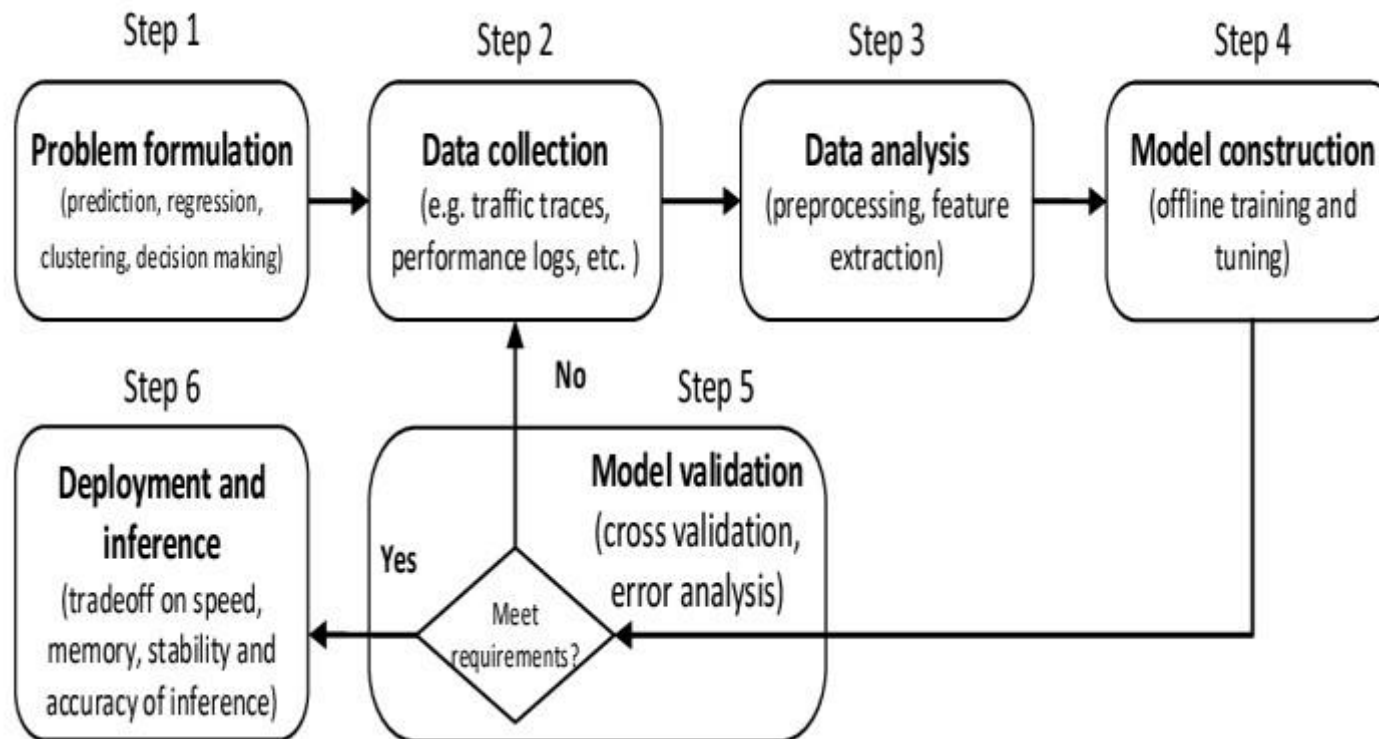 Step 1
Problem formulation
(prediction, regression,
clustering, decision making)
Step 2
Data collection
(e.g. traffic traces,
performance logs, etc. )
Step 3
Data analysis
(preprocessing, feature
extraction)
Step 4
Model construction
(offline training and
tuning)
Step 5
Model validation
(cross validation,
error analysis)
Meet
requirements?
No
Yes
Step 6
Deployment and
inference
(tradeoff on speed,
memory, stability and
accuracy of inference)